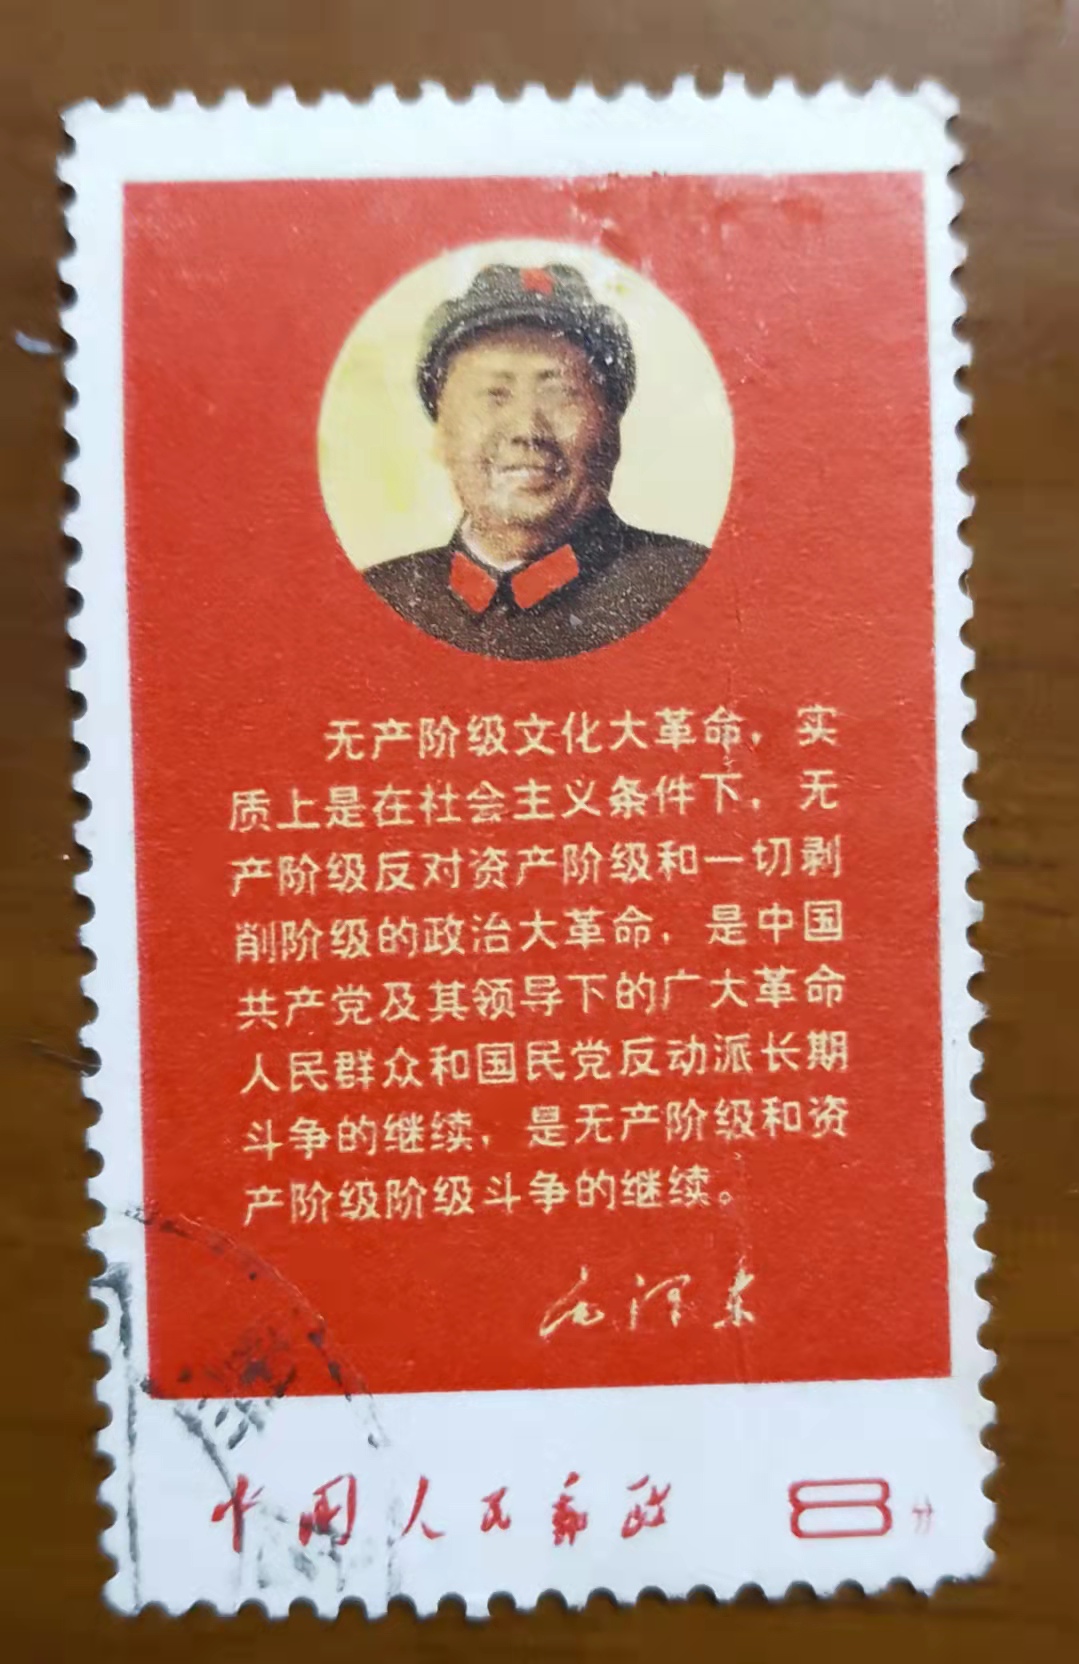 无产阶级文化大革命，实
质上是在社会主义条件下，无
产阶级反对资产阶级和一切剥
削阶级的政治大革命，是中国
共产党及其领导下的广大革命
人民群众和国民党反动派长期
斗争的继续，是无产阶级和资
产阶级阶级斗争的继续。
毛泽东
中国人民邮政 8分